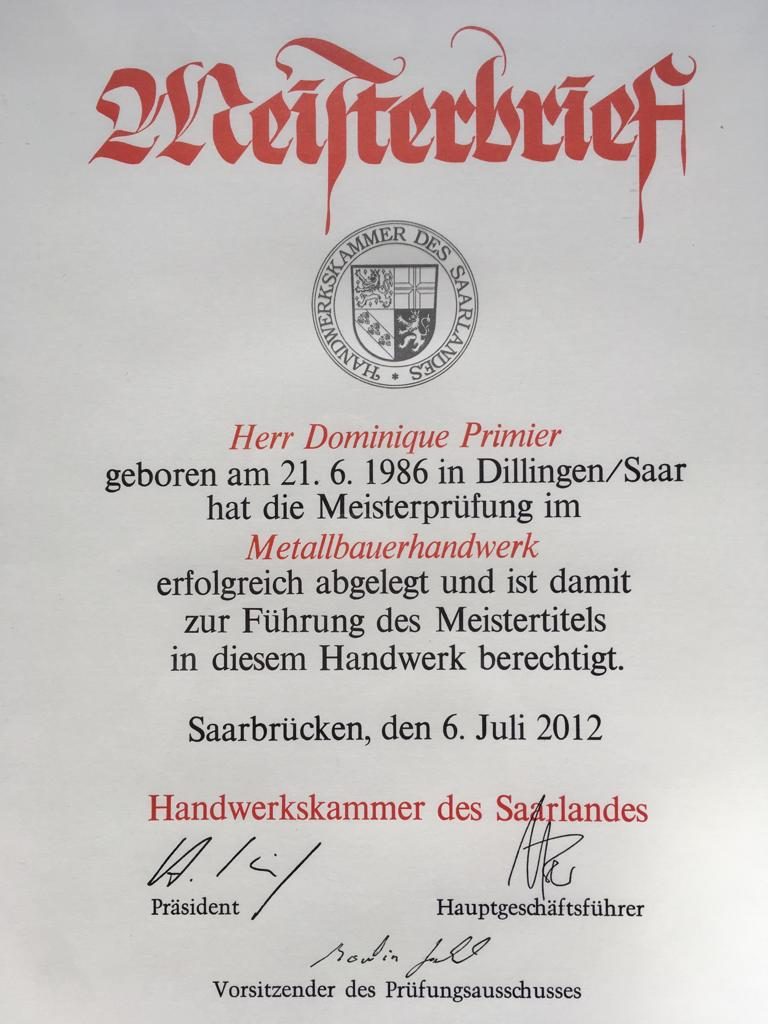 Meisterbrief
HANDWERKSKAMMER DES SAARLANDES *
Herr Dominique Primier
geboren am 21. 6. 1986 in Dillingen/Saar
hat die Meisterprüfung im
Metallbauerhandwerk
erfolgreich abgelegt und ist damit
zur Führung des Meistertitels
in diesem Handwerk berechtigt.
Saarbrücken, den 6. Juli 2012
Handwerkskammer des Saarlandes
Präsident
Hauptgeschäftsführer
Vorsitzender des Prüfungsausschusses